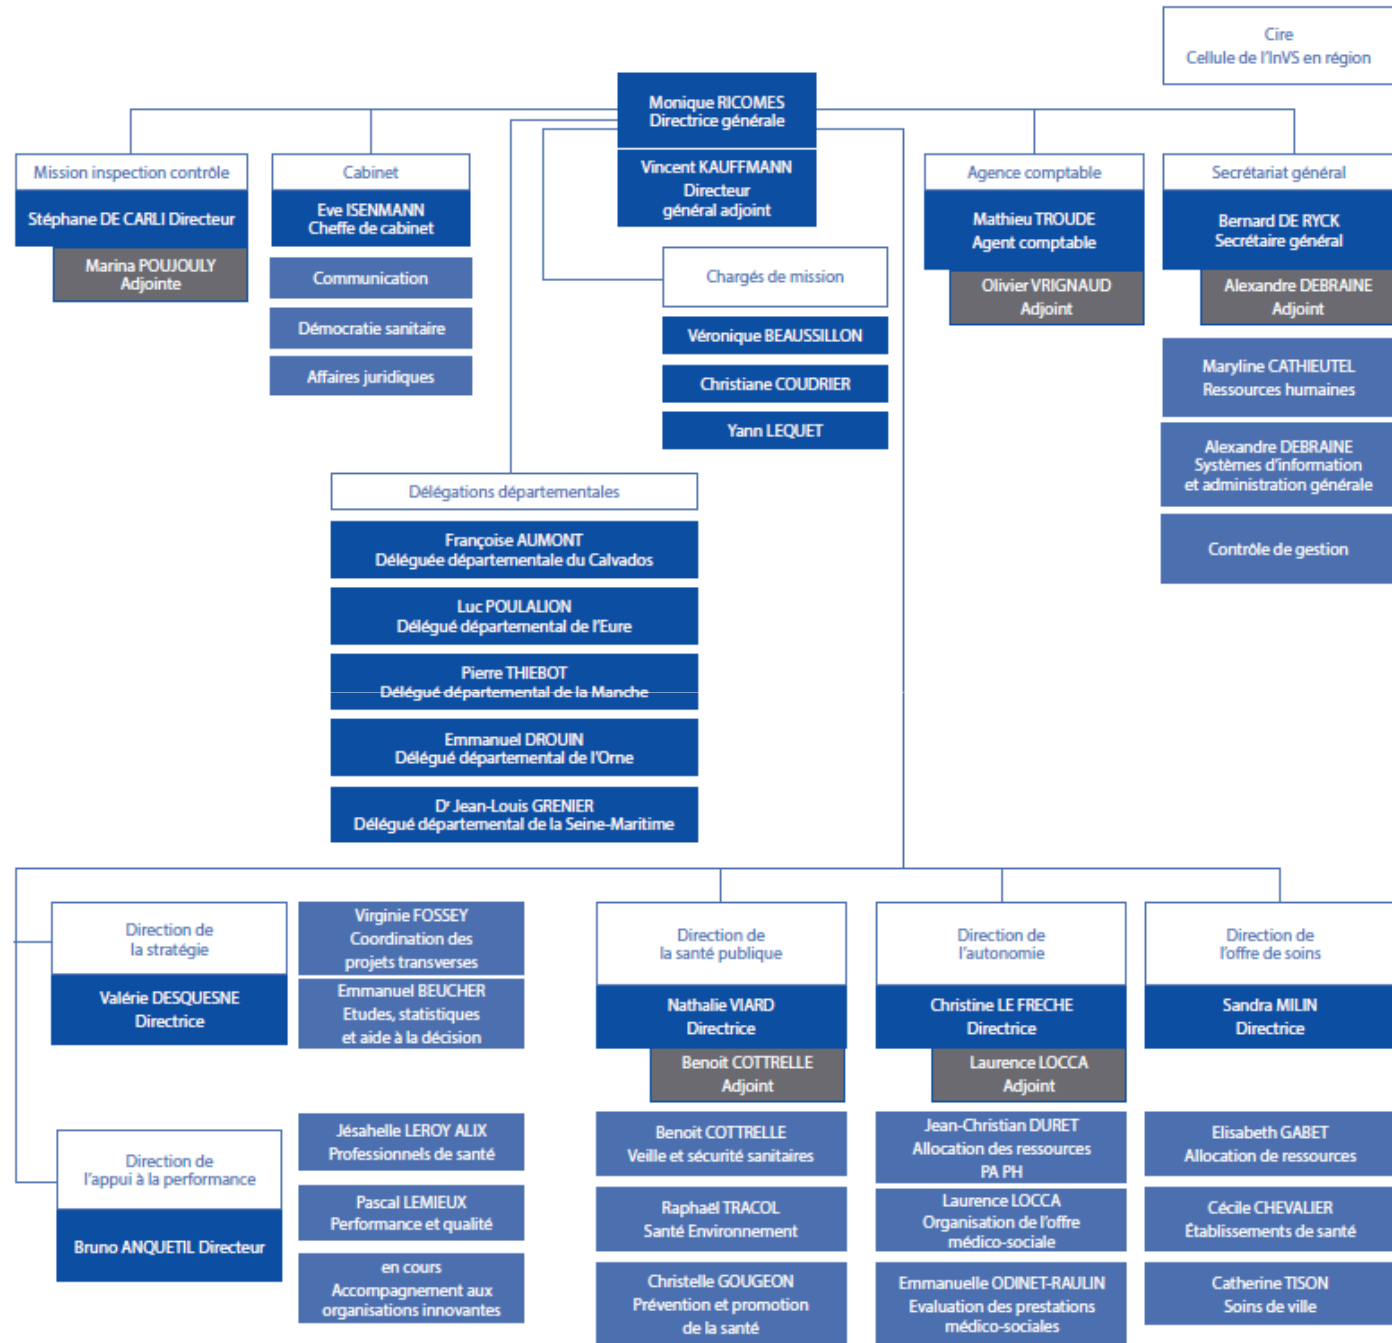 Cire
Cellule de l'InVS en région
Monique RICOMES
Directrice générale
Vincent KAUFFMANN
Directeur
général adjoint
Mission inspection contrôle
Stéphane DE CARLI Directeur
Marina POUJOULY
Adjointe
Cabinet
Eve ISENMANN
Cheffe de cabinet
Communication
Démocratie sanitaire
Affaires juridiques
Chargés de mission
Véronique BEAUSSILLON
Christiane COUDRIER
Yann LEQUET
Agence comptable
Mathieu TROUDE
Agent comptable
Olivier VRIGNAUD
Adjoint
Secrétariat général
Bernard DE RYCK
Secrétaire général
Alexandre DEBRAINE
Adjoint
Maryline CATHIEUTEL
Ressources humaines
Alexandre DEBRAINE
Systèmes d'information
et administration générale
Contrôle de gestion
Délégations départementales
Françoise AUMONT
Déléguée départementale du Calvados
Luc POULALION
Délégué départemental de l'Eure
Pierre THIEBOT
Délégué départemental de la Manche
Emmanuel DROUIN
Délégué départemental de l'Orne
Dr Jean-Louis GRENIER
Délégué départemental de la Seine-Maritime
Direction de
la stratégie
Valérie DESQUESNE
Directrice
Virginie FOSSEY
Coordination des
projets transverses
Emmanuel BEUCHER
Etudes, statistiques
et aide à la décision
Direction de
l'appui à la performance
Bruno ANQUETIL Directeur
Jésahelle LEROY ALIX
Professionnels de santé
Pascal LEMIEUX
Performance et qualité
en cours
Accompagnement aux
organisations innovantes
Direction de
la santé publique
Nathalie VIARD
Directrice
Benoit COTTRELLE
Adjoint
Benoit COTTRELLE
Veille et sécurité sanitaires
Raphaël TRACOL
Santé Environnement
Christelle GOUGEON
Prévention et promotion
de la santé
Direction de
l'autonomie
Christine LE FRECHE
Directrice
Laurence LOCCA
Adjoint
Jean-Christian DURET
Allocation des ressources
PA PH
Laurence LOCCA
Organisation de l'offre
médico-sociale
Emmanuelle ODINET-RAULIN
Evaluation des prestations
médico-sociales
Direction de
l'offre de soins
Sandra MILIN
Directrice
Elisabeth GABET
Allocation de ressources
Cécile CHEVALIER
Établissements de santé
Catherine TISON
Soins de ville